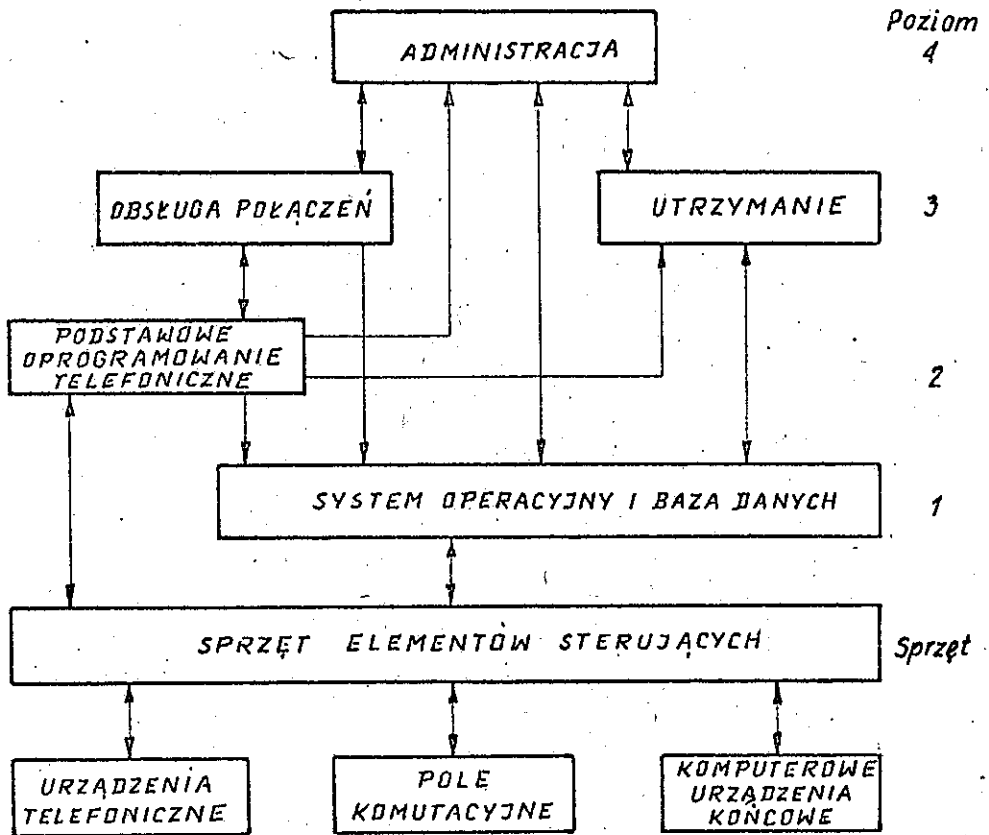 Poziom
ADMINISTRACJA
4
OBSŁUGA POŁĄCZEŃ
UTRZYMANIE
3
PODSTAWOWE
OPROGRAMOWANIE
TELEFONICZNE
2
SYSTEM OPERACYJNY I BAZA DANYCH
1
SPRZĘT ELEMENTÓW STERUJĄCYCH
Sprzęt
URZĄDZENIA
TELEFONICZNE
POLE
KOMUTACYJNE
KOMPUTEROWE
URZĄDZENIA
KOŃCOWE